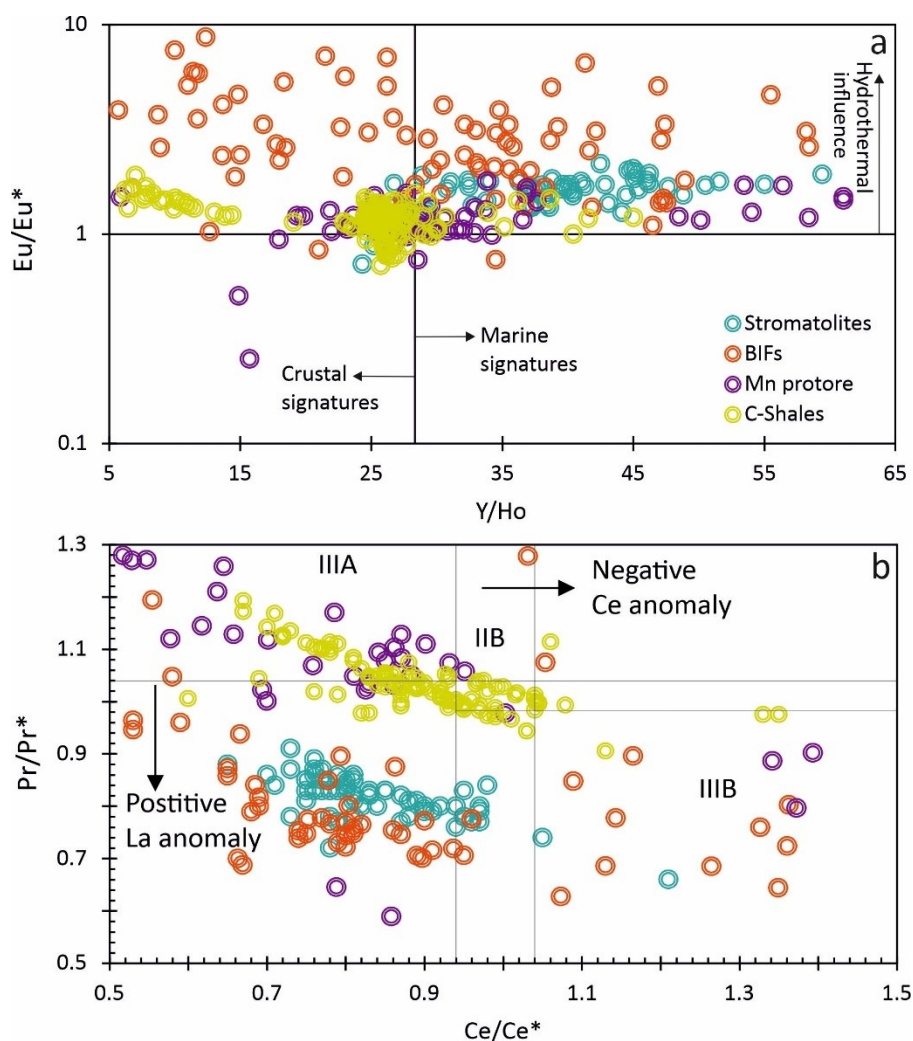 a
10
1
0.1
Eu/Eu*
Hydrothermal
influence
Marine
signatures
Crustal
signatures
Stromatolites
BIFs
Mn protore
C-Shales
5
15
25
35
45
55
65
Y/Ho
b
1.3
1.1
0.9
0.7
0.5
Pr/Pr*
IIIA
IIB
IIIB
Negative
Ce anomaly
Postitive
La anomaly
0.5
0.7
0.9
1.1
1.3
1.5
Ce/Ce*